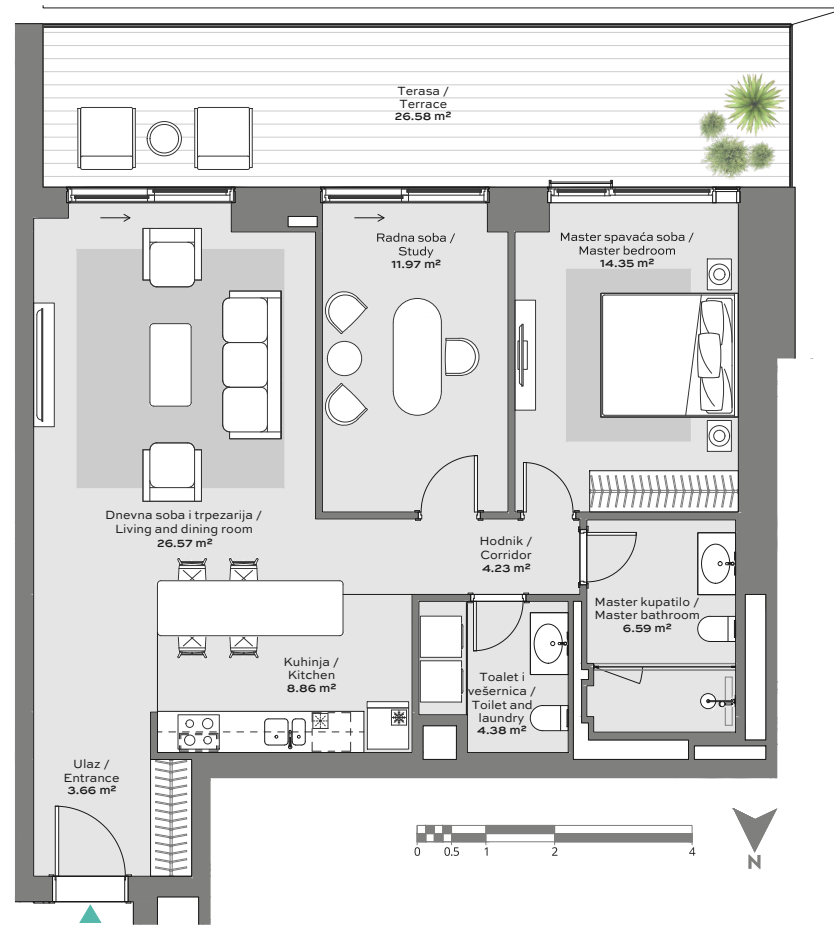 Terasa /
Terrace
26.58 m²
Radna soba /
Study
11.97 m²
Master spavaća soba /
Master bedroom
14.35 m²
Dnevna soba i trpezarija /
Living and dining room
26.57 m²
Hodnik /
Corridor
4.23 m²
Master kupatilo /
Master bathroom
6.59 m²
Kuhinja /
Kitchen
8.86 m²
Toalet i
vešernica /
Toilet and
laundry
4.38 m²
Ulaz /
Entrance
3.66 m²
0 0.5 1 2 4
N